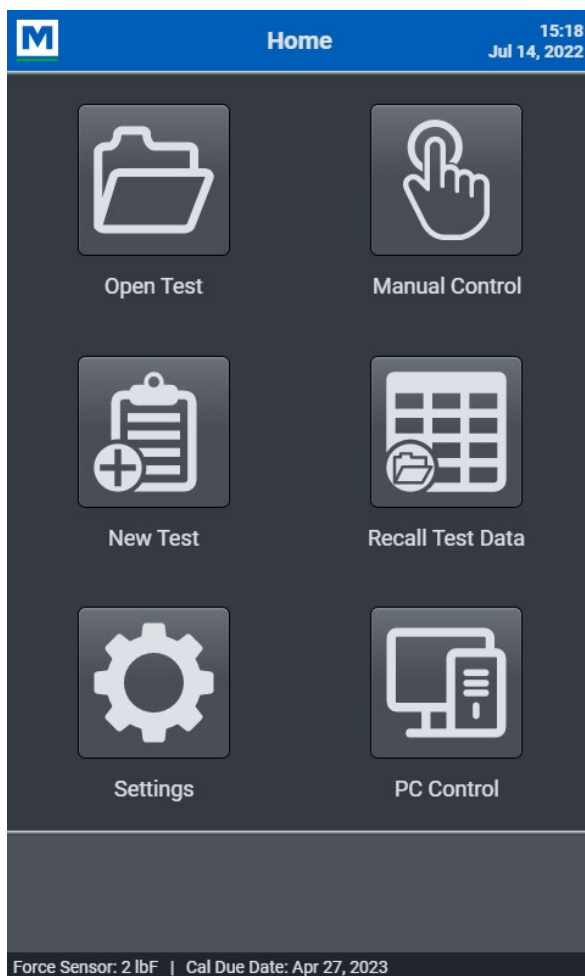 M
Home
15:18
Jul 14, 2022
Open Test
Manual Control
New Test
Recall Test Data
Settings
PC Control
Force Sensor: 2 lbF | Cal Due Date: Apr 27, 2023